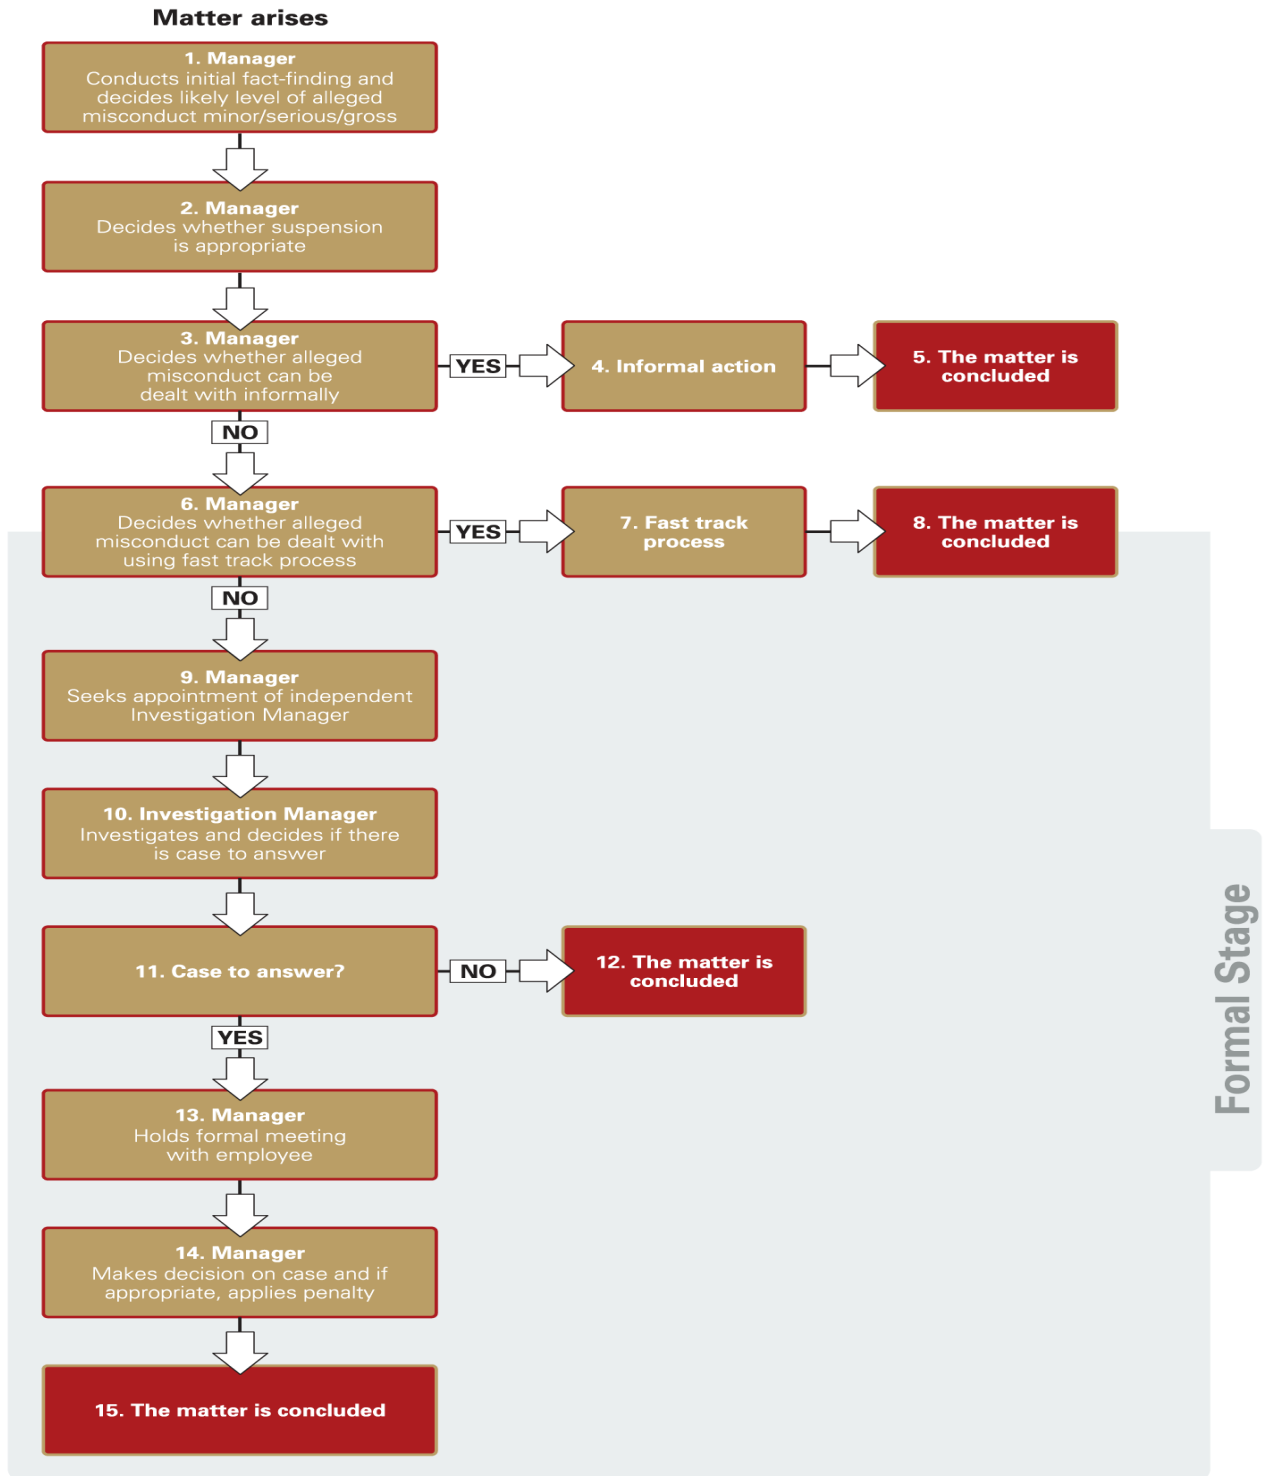 Matter arises
1. Manager
Conducts initial fact-finding and
decides likely level of alleged
misconduct minor/serious/gross
2. Manager
Decides whether suspension
is appropriate
3. Manager
Decides whether alleged
misconduct can be
dealt with informally
YES
4. Informal action
5. The matter is
concluded
NO
6. Manager
Decides whether alleged
misconduct can be dealt with
using fast track process
YES
7. Fast track
process
8. The matter is
concluded
NO
9. Manager
Seeks appointment of independent
Investigation Manager
10. Investigation Manager
Investigates and decides if there
is case to answer
11. Case to answer?
NO
12. The matter is
concluded
YES
13. Manager
Holds formal meeting
with employee
14. Manager
Makes decision on case and if
appropriate, applies penalty
15. The matter is concluded
Formal Stage